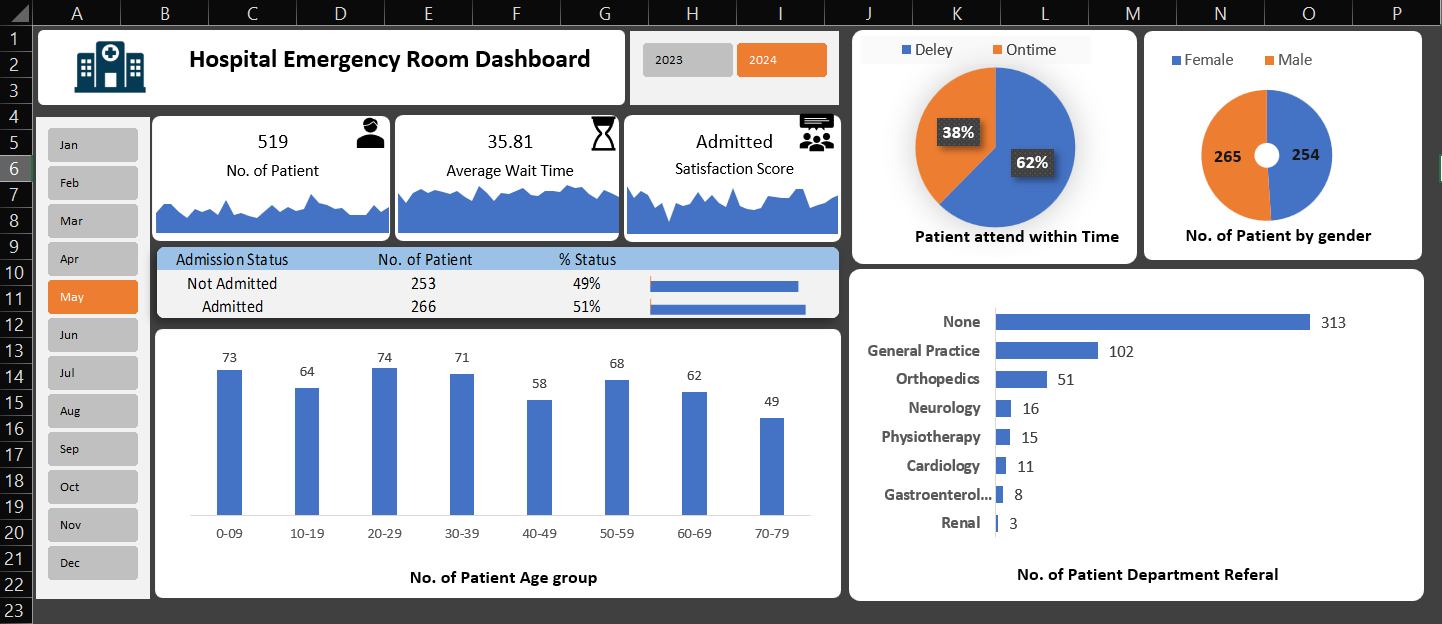 A B C D E F G H I J K L M N O P
1
2
3
4
5
6
7
8
9
10
11
12
13
14
15
16
17
18
19
20
21
22
23
Hospital Emergency Room Dashboard
2023 2024
Jan
Feb
Mar
Apr
May
Jun
Jul
Aug
Sep
Oct
Nov
Dec
519
No. of Patient
35.81
Average Wait Time
Admitted
Satisfaction Score
Admission Status No. of Patient % Status
Not Admitted 253 49%
Admitted 266 51%
73 64 74 71 58 68 62 49
0-09 10-19 20-29 30-39 40-49 50-59 60-69 70-79
No. of Patient Age group
Deley Ontime
38%
62%
Patient attend within Time
Female Male
265 254
No. of Patient by gender
None 313
General Practice 102
Orthopedics 51
Neurology 16
Physiotherapy 15
Cardiology 11
Gastroenterol... 8
Renal 3
No. of Patient Department Referal